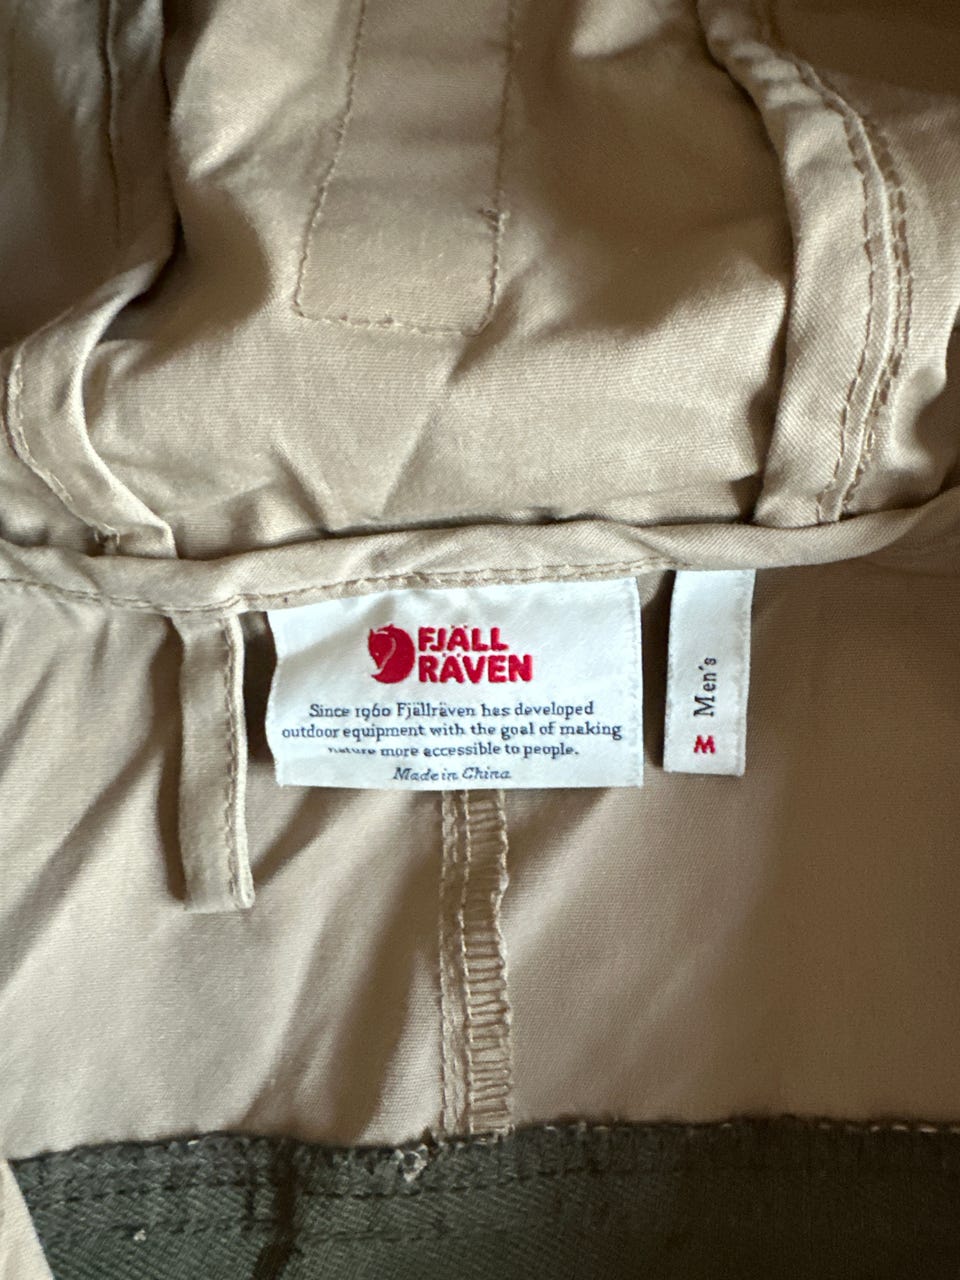 FJÄLL
RÄVEN
Since 1960 Fjällräven has developed
outdoor equipment with the goal of making
nature more accessible to people.
Made in China
Men's
M